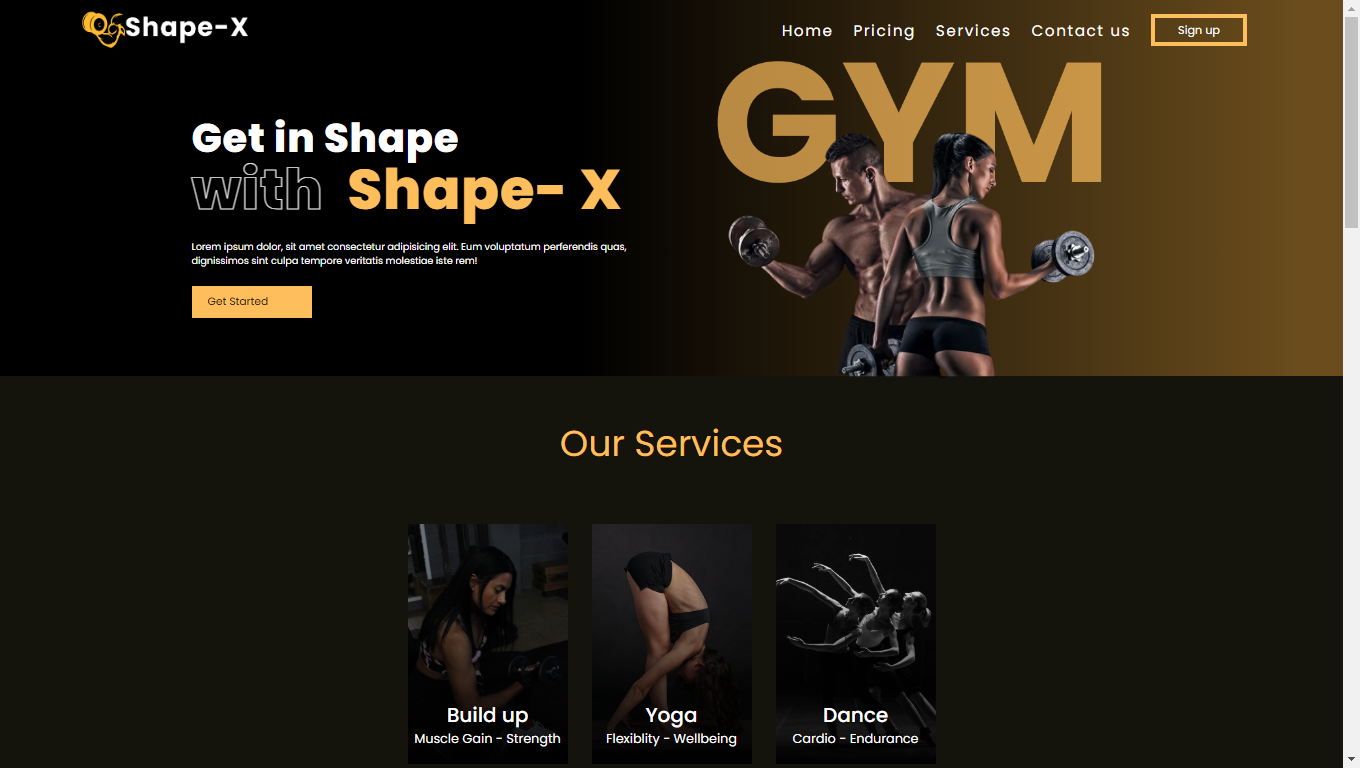 Shape-X
Home Pricing Services Contact us Sign up
GYM
Get in Shape
with Shape- X
Lorem ipsum dolor, sit amet consectetur adipisicing elit. Eum voluptatum perferendis quas,
dignissimos sint culpa tempore veritatis molestiae iste rem!
Get Started
Our Services
Build up
Muscle Gain - Strength
Yoga
Flexiblity - Wellbeing
Dance
Cardio - Endurance